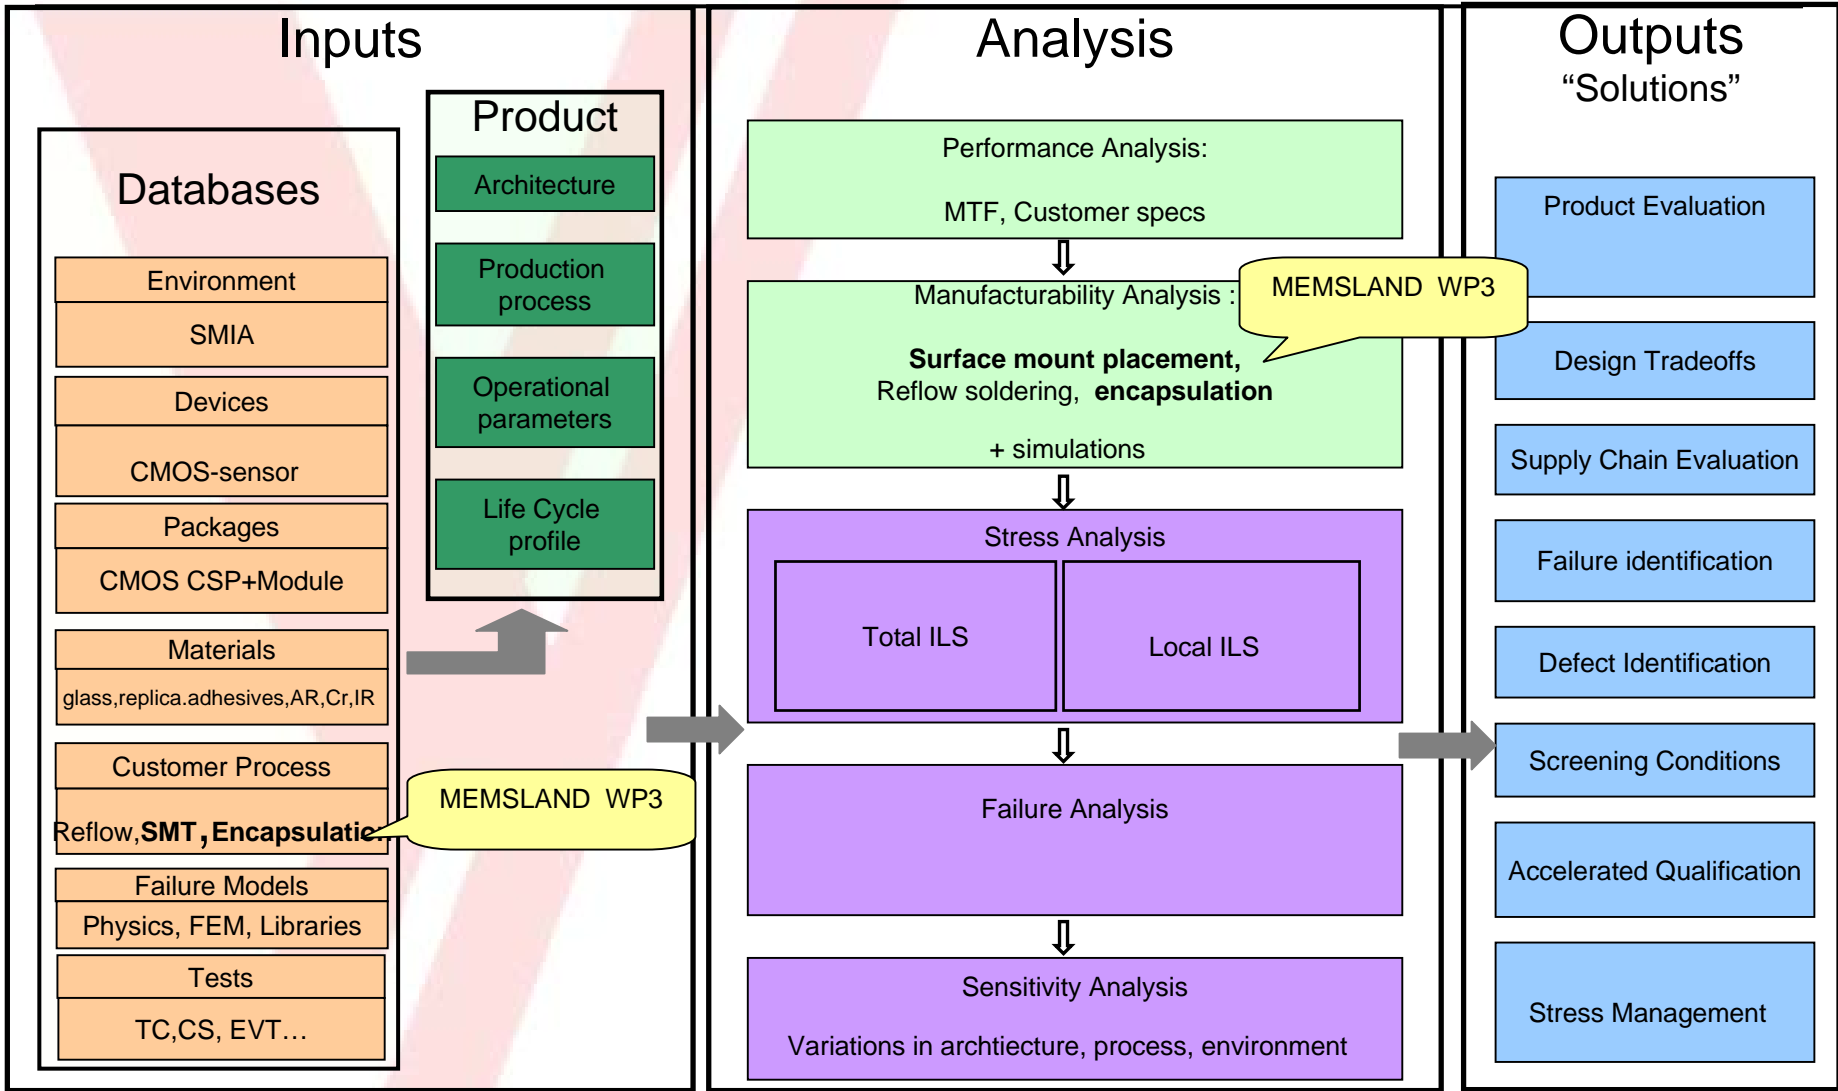 Inputs
Databases
Environment
SMIA
Devices
CMOS-sensor
Packages
CMOS CSP+Module
Materials
glass,replica.adhesives,AR,Cr,IR
Customer Process
Reflow,SMT,Encapsulation
MEMSLAND WP3
Failure Models
Physics, FEM, Libraries
Tests
TC,CS, EVT…
Product
Architecture
Production
process
Operational
parameters
Life Cycle
profile
Analysis
Performance Analysis:
MTF, Customer specs
Manufacturability Analysis :
MEMSLAND WP3
Surface mount placement,
Reflow soldering, encapsulation
+ simulations
Stress Analysis
Total ILS
Local ILS
Failure Analysis
Sensitivity Analysis
Variations in archtiecture, process, environment
Outputs
“Solutions”
Product Evaluation
Design Tradeoffs
Supply Chain Evaluation
Failure identification
Defect Identification
Screening Conditions
Accelerated Qualification
Stress Management